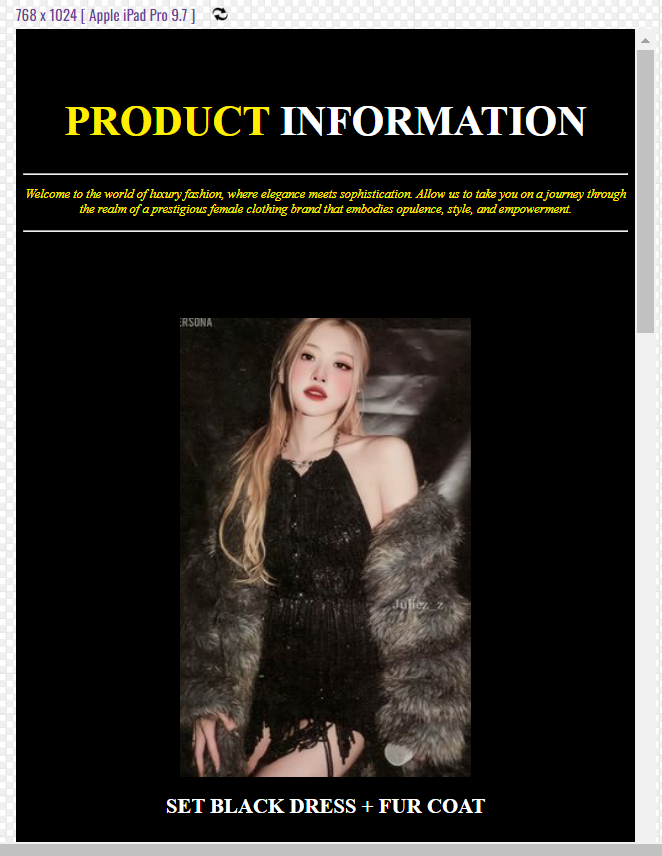 768 x 1024 [ Apple iPad Pro 9.7 ]
PRODUCT INFORMATION
Welcome to the world of luxury fashion, where elegance meets sophistication. Allow us to take you on a journey through
the realm of a prestigious female clothing brand that embodies opulence, style, and empowerment.
ERSONA
Juliez_z
SET BLACK DRESS + FUR COAT